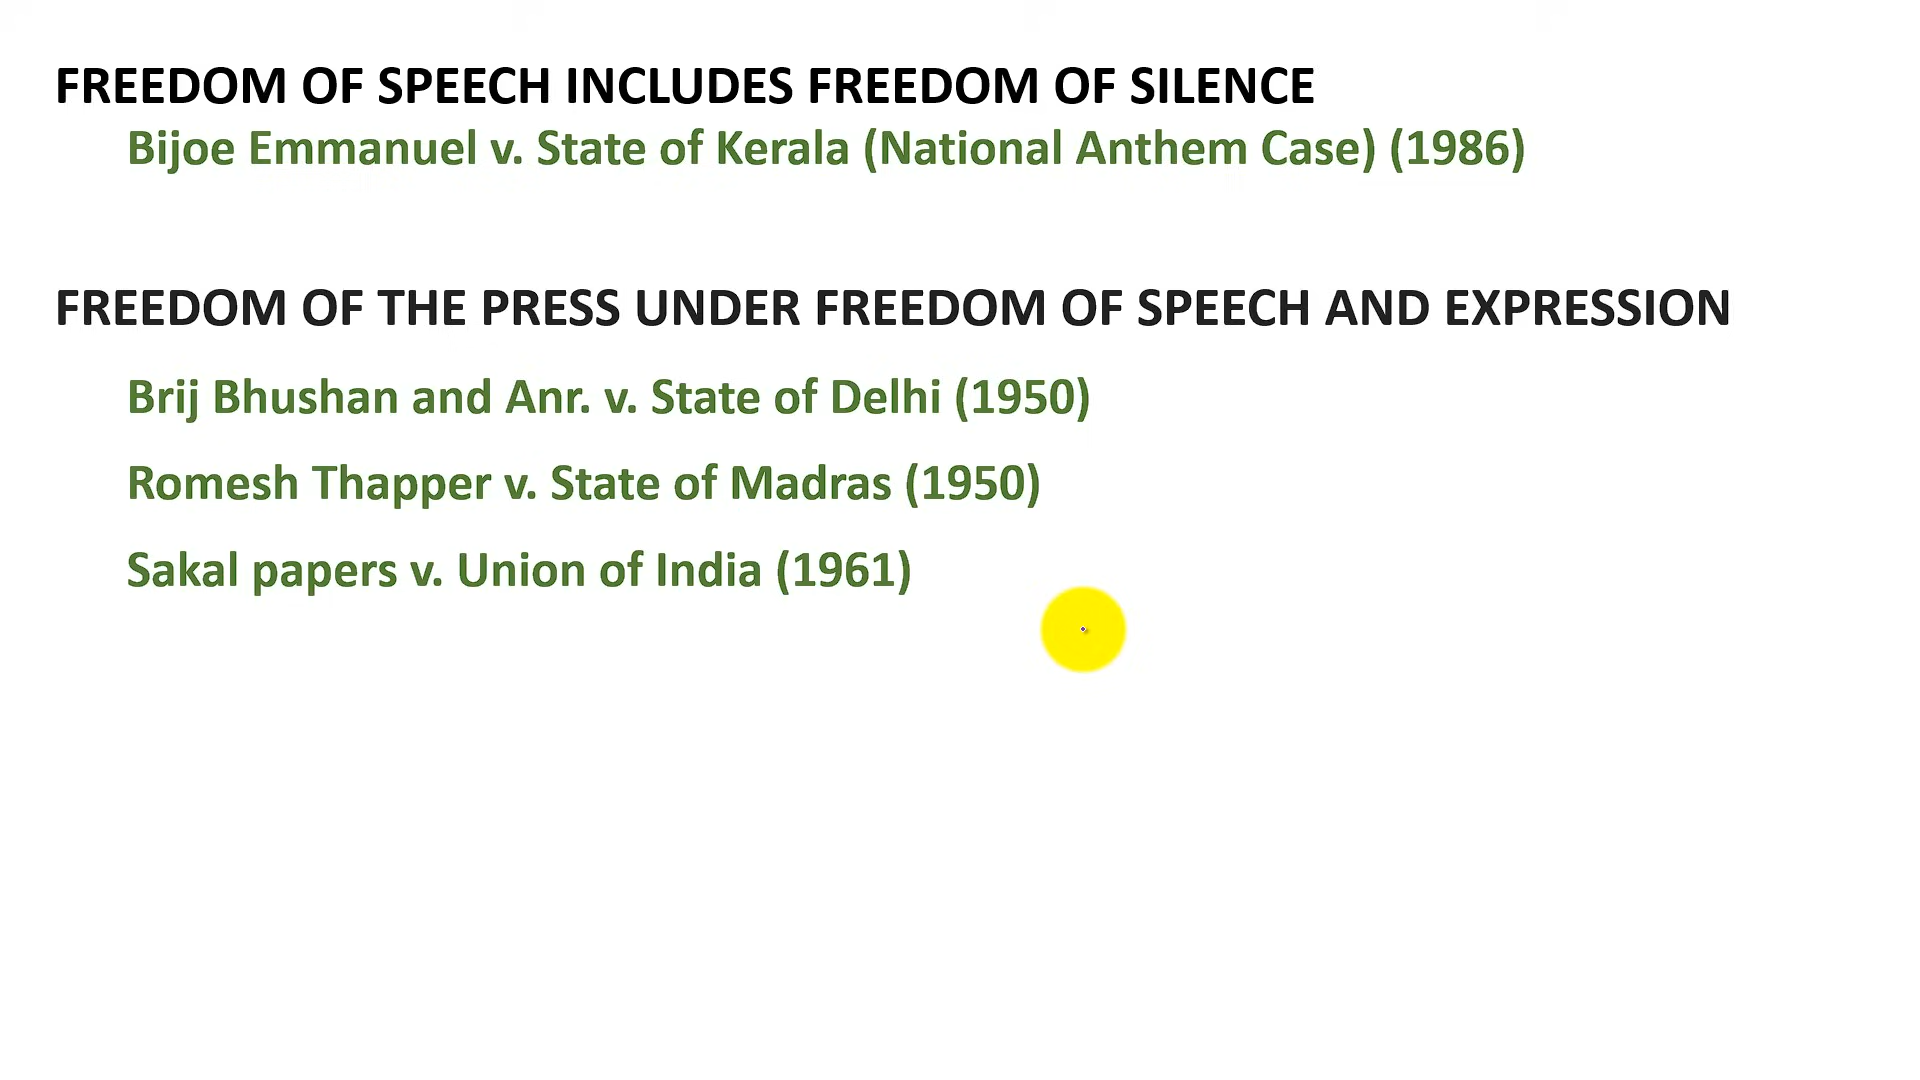 FREEDOM OF SPEECH INCLUDES FREEDOM OF SILENCE
Bijoe Emmanuel v. State of Kerala (National Anthem Case) (1986)
FREEDOM OF THE PRESS UNDER FREEDOM OF SPEECH AND EXPRESSION
Brij Bhushan and Anr. v. State of Delhi (1950)
Romesh Thapper v. State of Madras (1950)
Sakal papers v. Union of India (1961)